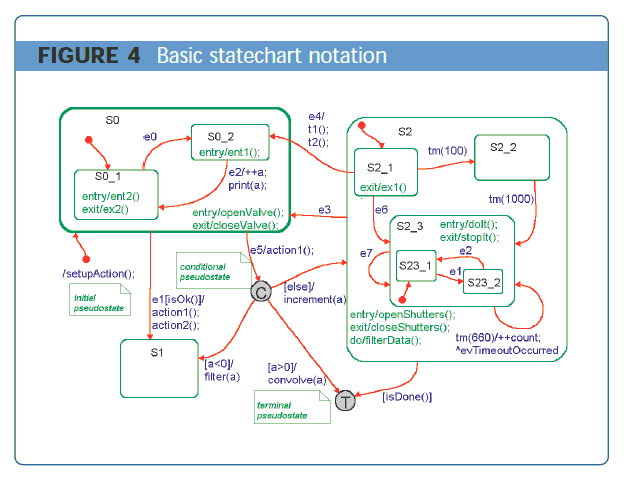 FIGURE 4 Basic statechart notation
S0
e0
S0_2
entry/ent1();
S0_1
entry/ent2()
exit/ex2()
e2/++a;
print(a);
entry/openValve();
exit/closeValve();
e4/
t1();
t2();
S2
S2_1
exit/ex1()
tm(100)
S2_2
tm(1000)
e3
e6
entry/doIt();
exit/stopIt();
S2_3
e7
e2
S23_1
e1
S23_2
/setupAction();
initial
pseudostate
e5/action1();
conditional
pseudostate
C
[else]/
increment(a)
entry/openShutters();
exit/closeShutters();
do/filterData();
tm(660)/++count;
^evTimeoutOccurred
e1[isOk()]/
action1();
action2();
S1
[a<0]/
filter(a)
[a>0]/
convolve(a)
[isDone()]
terminal
pseudostate
T